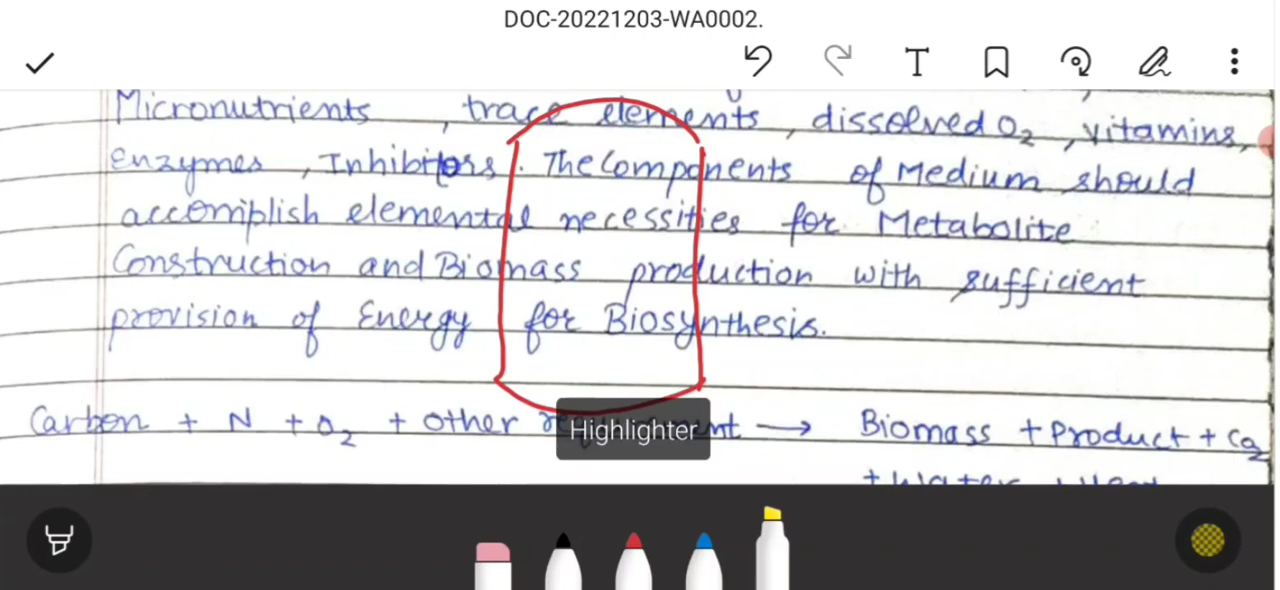 DOC-20221203-WA0002.
T
Micronutrients , trace elements , dissolved O2 , vitamins,
Enzymes , Inhibitors. The Components of Medium should
accomplish elemental necessities for Metabolite
Construction and Biomass production with sufficient
provision of Energy for Biosynthesis.
Carbon + N + O2 + other → Biomass + Product + CO2
Highlighter
+ Water +